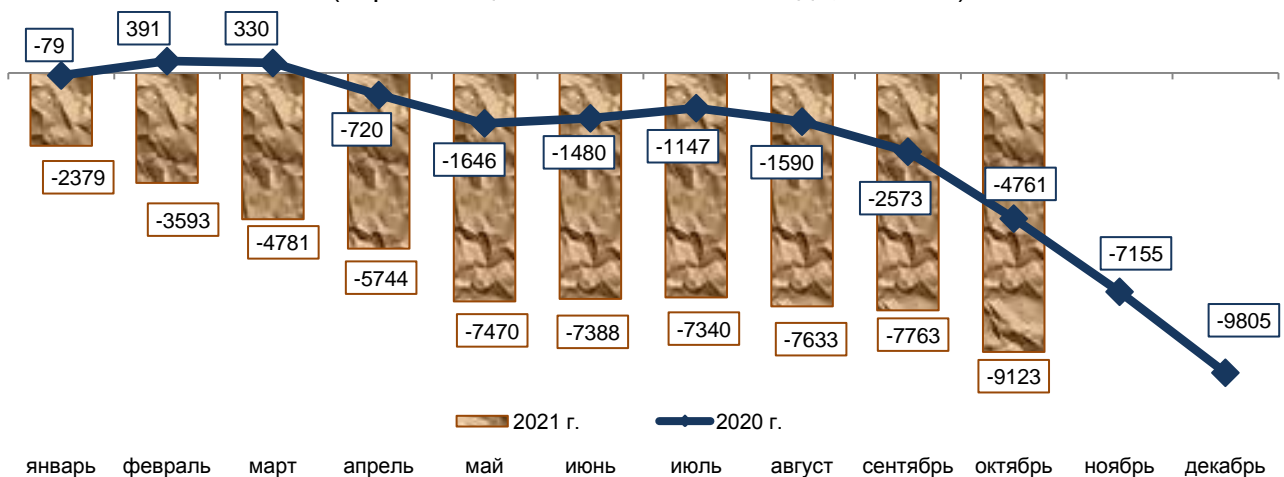 -79 391 330
-720 -1646 -1480 -1147 -1590 -2573 -4761
-7155
-9805
-2379
-3593 -4781
-5744
-7470 -7388 -7340 -7633 -7763
-9123
2021 г. 2020 г.
январь февраль март апрель май июнь июль август сентябрь октябрь ноябрь декабрь